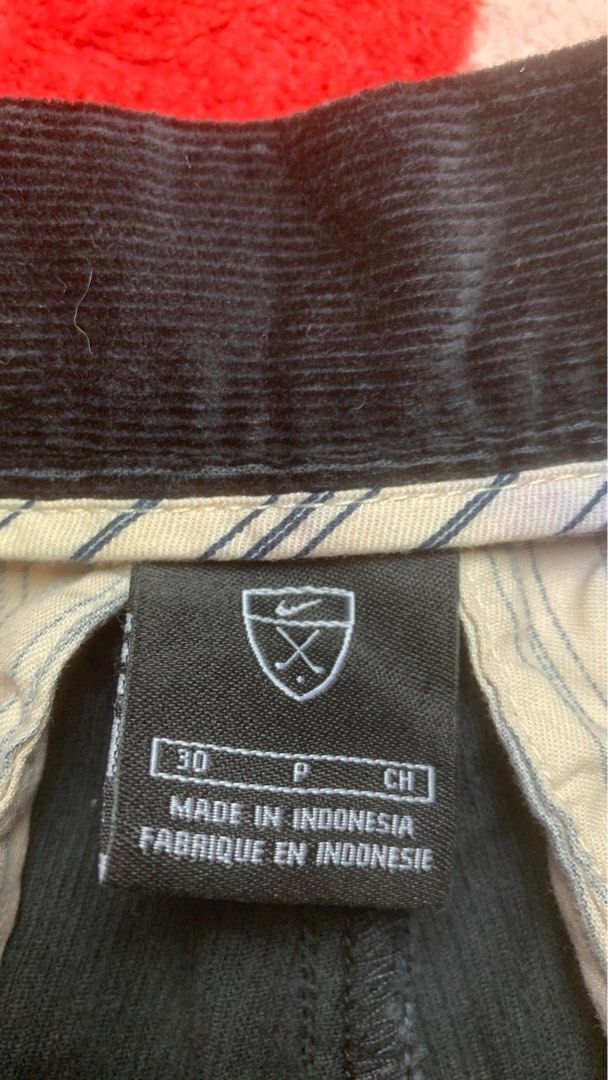 30 P CH
MADE IN INDONESIA
FABRIQUE EN INDONESIE